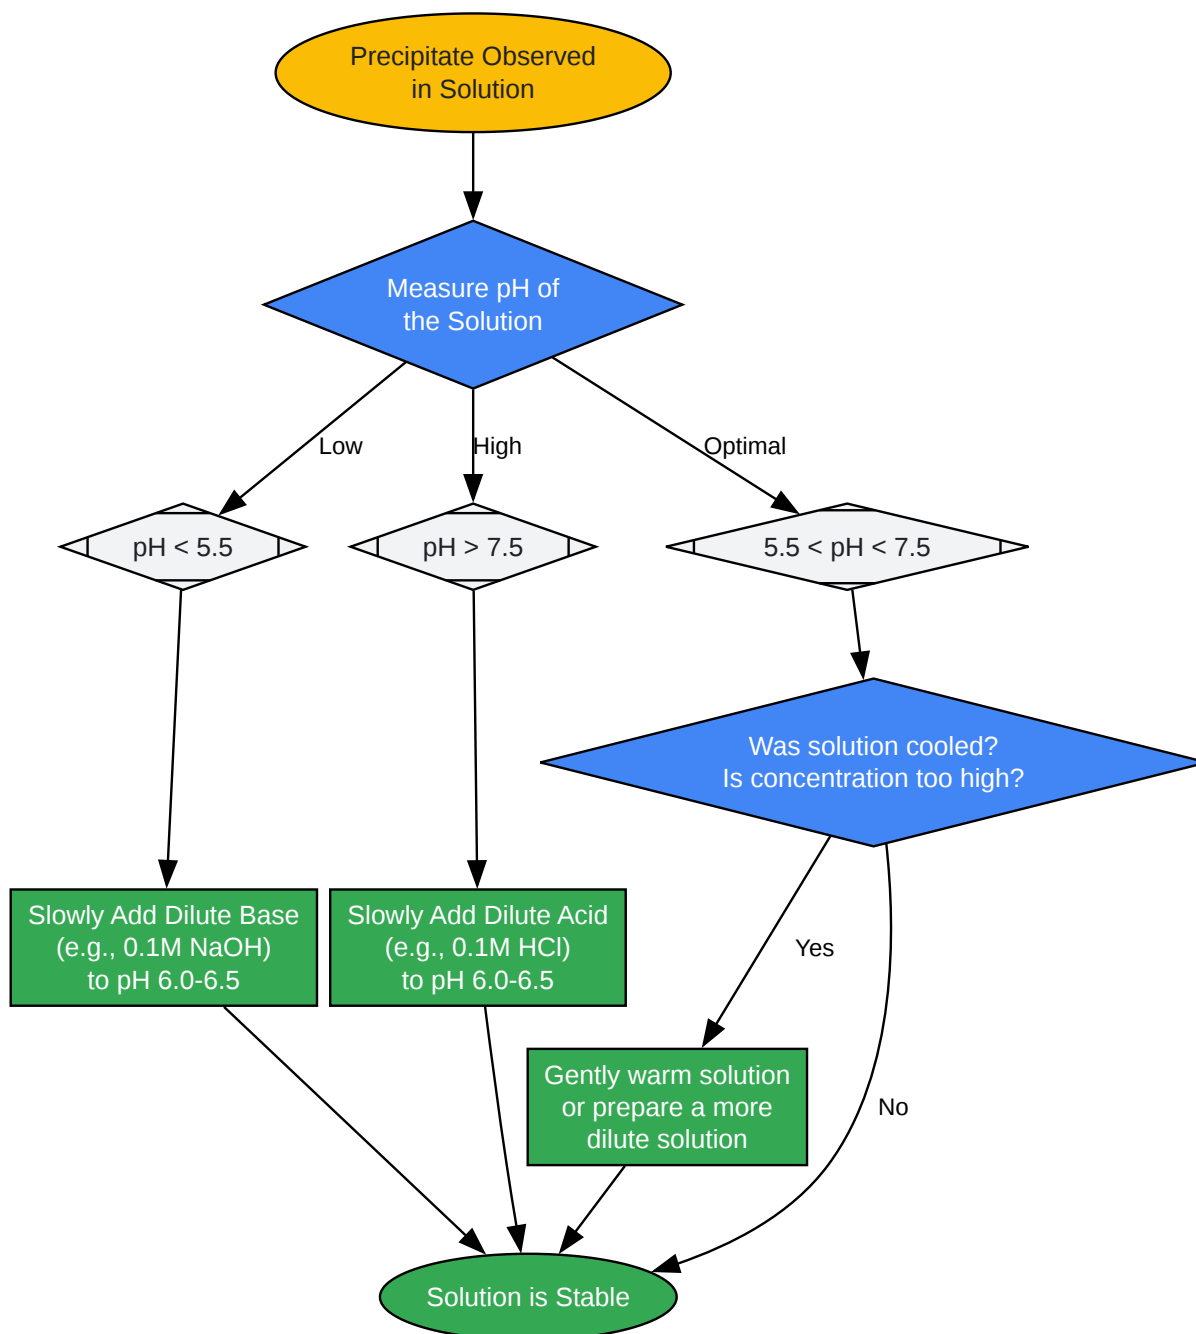 Precipitate Observed
in Solution
Measure pH of
the Solution
Low
High
Optimal
pH < 5.5
pH > 7.5
5.5 < pH < 7.5
Was solution cooled?
Is concentration too high?
Slowly Add Dilute Base
(e.g., 0.1M NaOH)
to pH 6.0-6.5
Slowly Add Dilute Acid
(e.g., 0.1M HCl)
to pH 6.0-6.5
Yes
Gently warm solution
or prepare a more
dilute solution
No
Solution is Stable